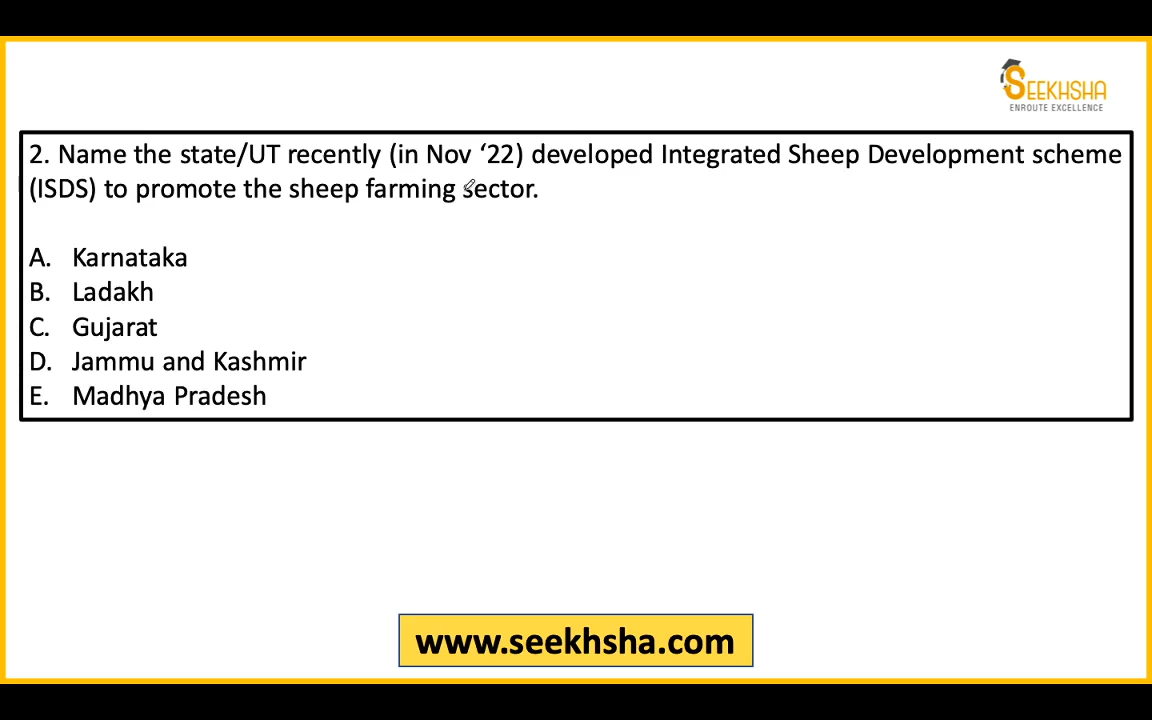 SEEKHSHA
ENROUTE EXCELLENCE
2. Name the state/UT recently (in Nov ‘22) developed Integrated Sheep Development scheme
(ISDS) to promote the sheep farming sector.
A. Karnataka
B. Ladakh
C. Gujarat
D. Jammu and Kashmir
E. Madhya Pradesh
www.seekhsha.com